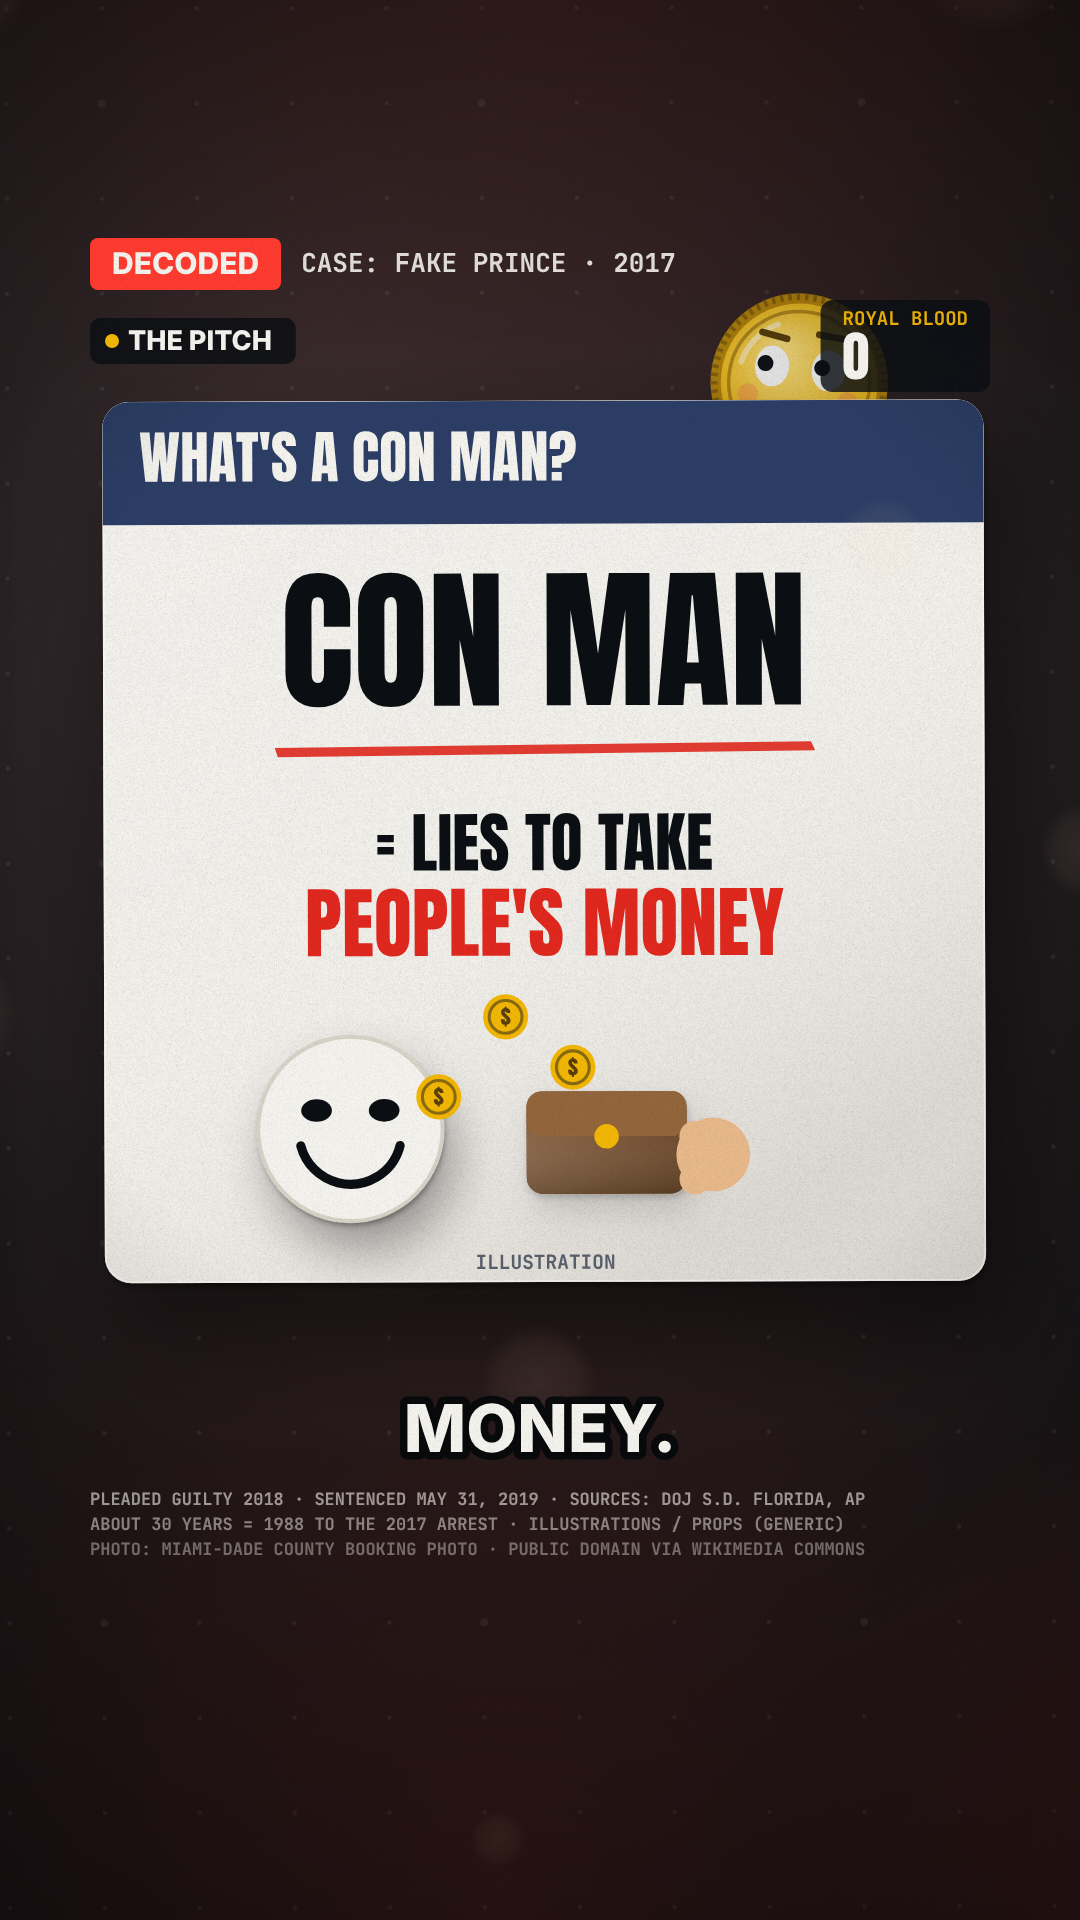 DECODED
CASE: FAKE PRINCE · 2017
THE PITCH
ROYAL BLOOD
0
WHAT'S A CON MAN?
CON MAN
= LIES TO TAKE
PEOPLE'S MONEY
$
$
$
ILLUSTRATION
MONEY.
PLEADED GUILTY 2018 · SENTENCED MAY 31, 2019 · SOURCES: DOJ S.D. FLORIDA, AP
ABOUT 30 YEARS = 1988 TO THE 2017 ARREST · ILLUSTRATIONS / PROPS (GENERIC)
PHOTO: MIAMI-DADE COUNTY BOOKING PHOTO · PUBLIC DOMAIN VIA WIKIMEDIA COMMONS